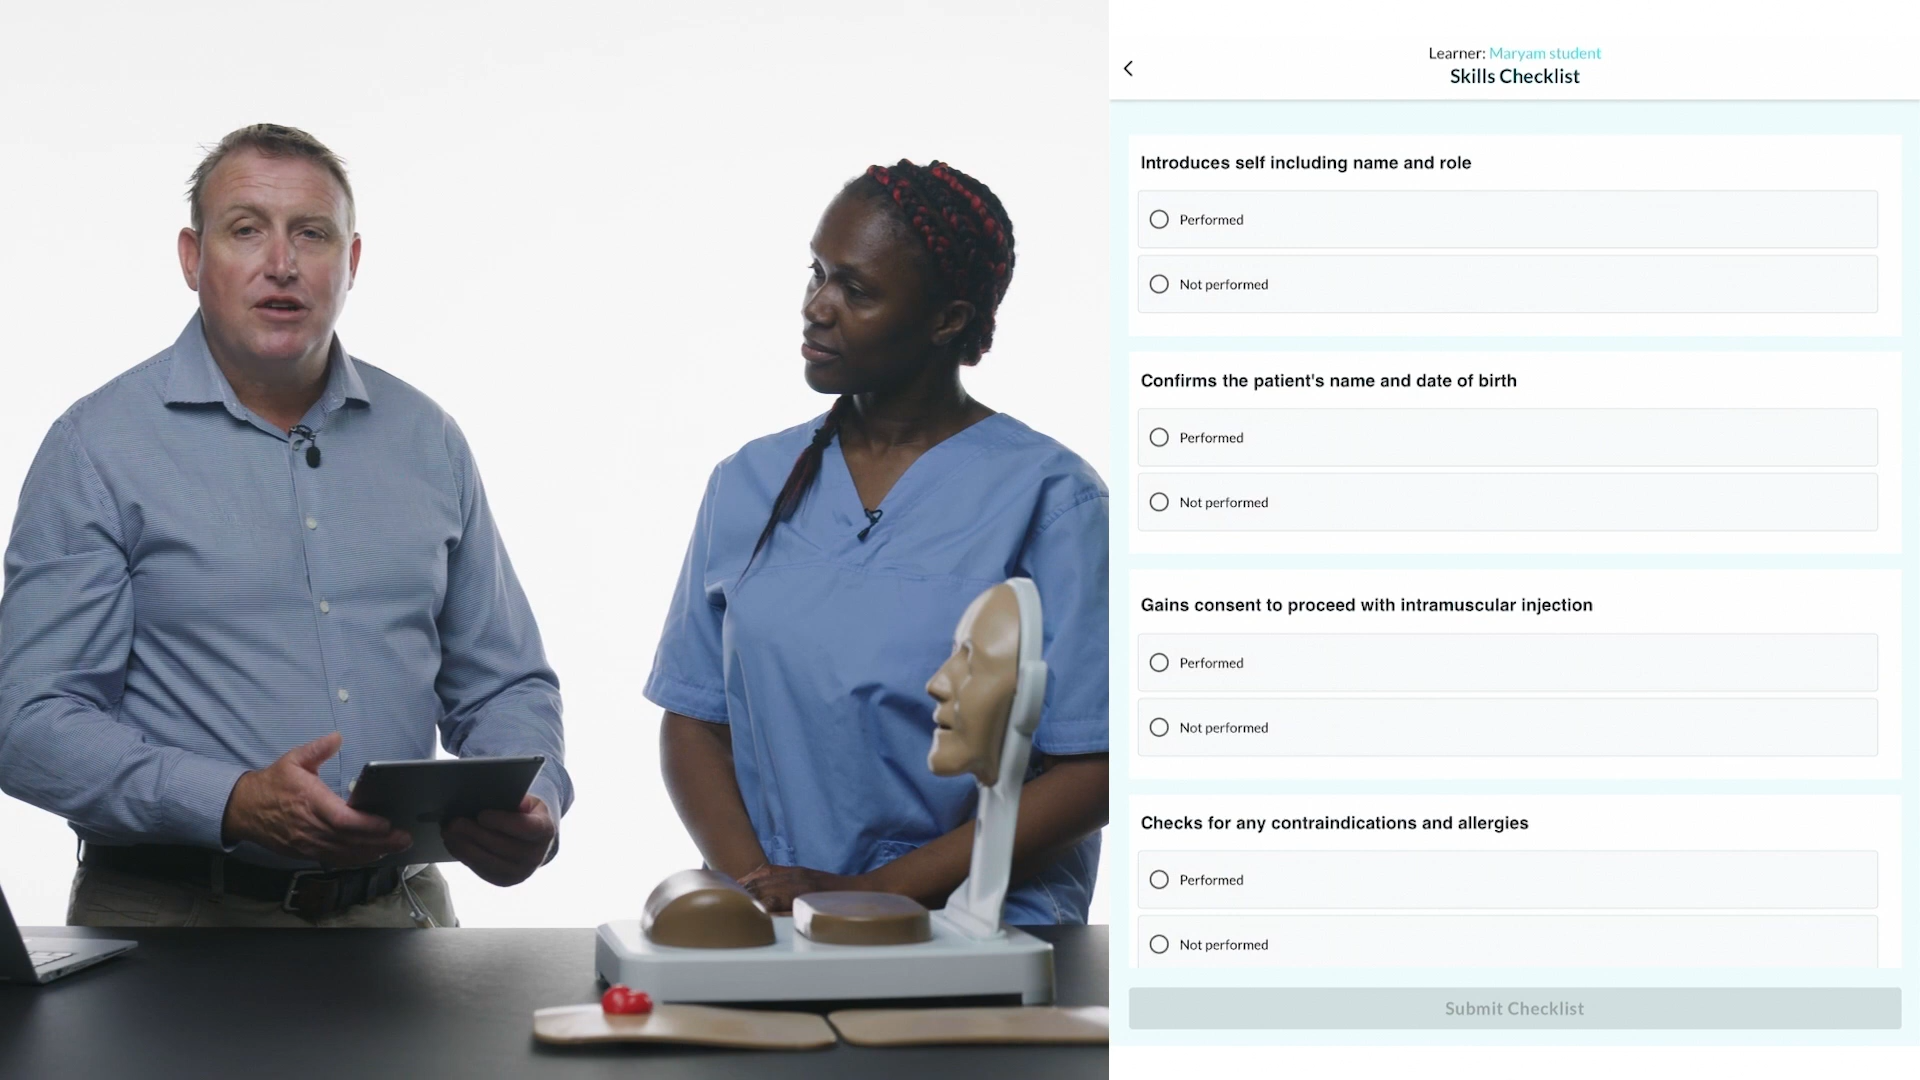 Learner: Maryam student
Skills Checklist
Introduces self including name and role
Performed
Not performed
Confirms the patient's name and date of birth
Performed
Not performed
Gains consent to proceed with intramuscular injection
Performed
Not performed
Checks for any contraindications and allergies
Performed
Not performed
Submit Checklist